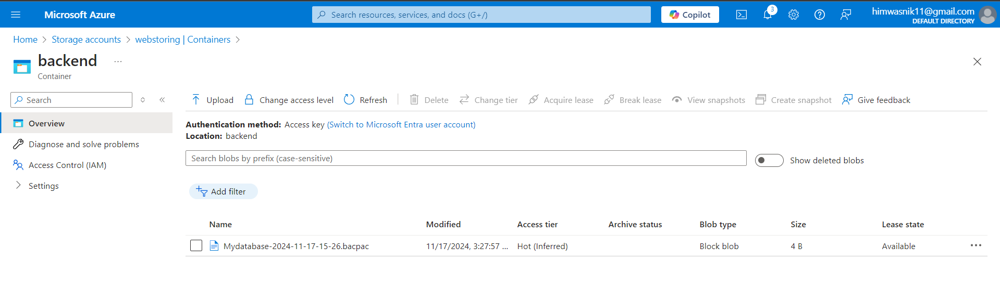 Microsoft Azure
Search resources, services, and docs (G+/)
Copilot
3
himwasnik11@gmail.com
DEFAULT DIRECTORY
Home > Storage accounts > webstoring | Containers >
backend ...
Container
Search
Upload Change access level Refresh Delete Change tier Acquire lease Break lease View snapshots Create snapshot Give feedback
Overview
Diagnose and solve problems
Access Control (IAM)
Settings
Authentication method: Access key (Switch to Microsoft Entra user account)
Location: backend
Search blobs by prefix (case-sensitive)
Show deleted blobs
Add filter
Name Modified Access tier Archive status Blob type Size Lease state
Mydatabase-2024-11-17-15-26.bacpac 11/17/2024, 3:27:57 ... Hot (Inferred) Block blob 4 B Available